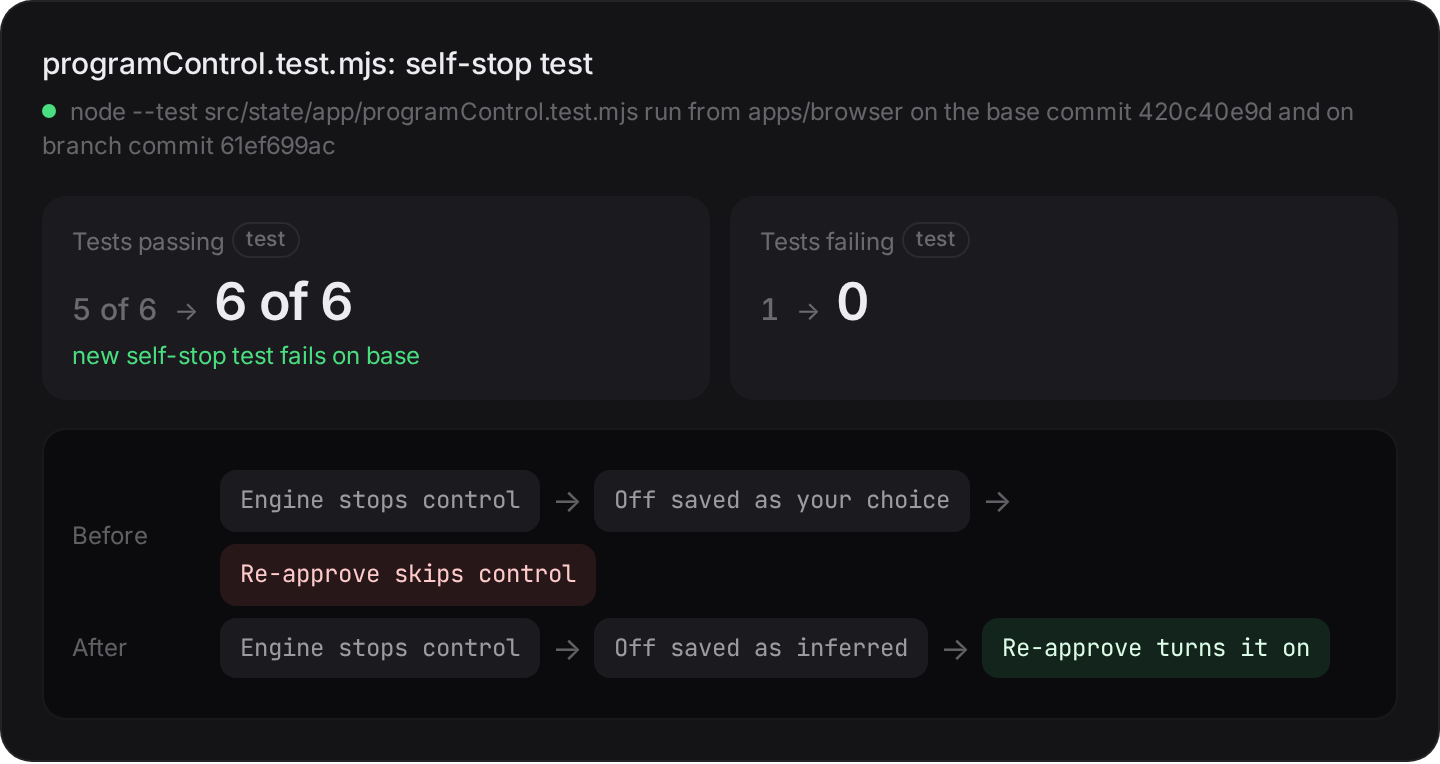 programControl.test.mjs: self-stop test
node --test src/state/app/programControl.test.mjs run from apps/browser on the base commit 420c40e9d and on
branch commit 61ef699ac
Tests passing test
5 of 6 → 6 of 6
new self-stop test fails on base
Tests failing test
1 → 0
Before
Engine stops control → Off saved as your choice →
Re-approve skips control
After
Engine stops control → Off saved as inferred → Re-approve turns it on